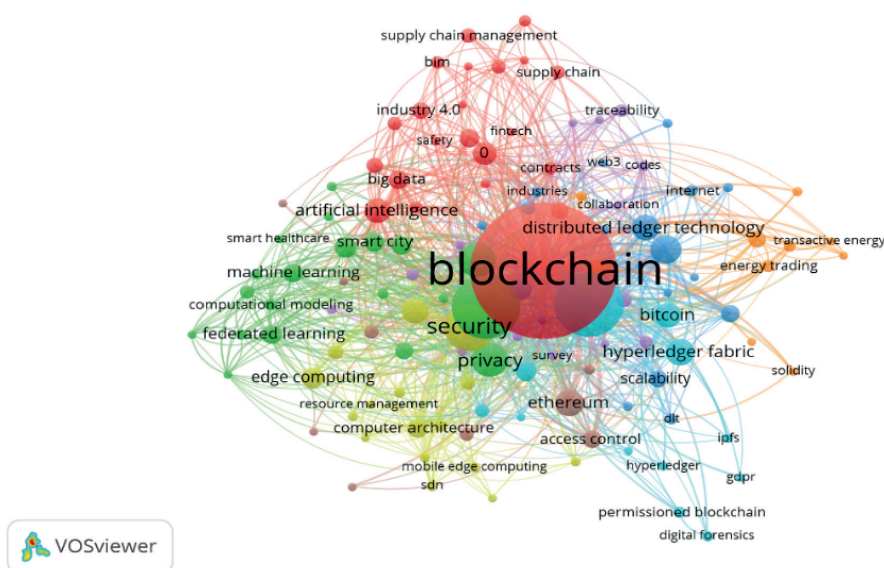 supply chain management
bim
supply chain
industry 4.0
traceability
fintech
safety
0
contracts
web3
codes
big data
industries
internet
collaboration
artificial intelligence
distributed ledger technology
smart healthcare
smart city
transactive energy
blockchain
energy trading
machine learning
computational modeling
bitcoin
security
federated learning
hyperledger fabric
privacy
survey
solidity
edge computing
scalability
resource management
ethereum
dlt
computer architecture
access control
ipfs
mobile edge computing
hyperledger
gdpr
sdn
permissioned blockchain
digital forensics
VOSviewer